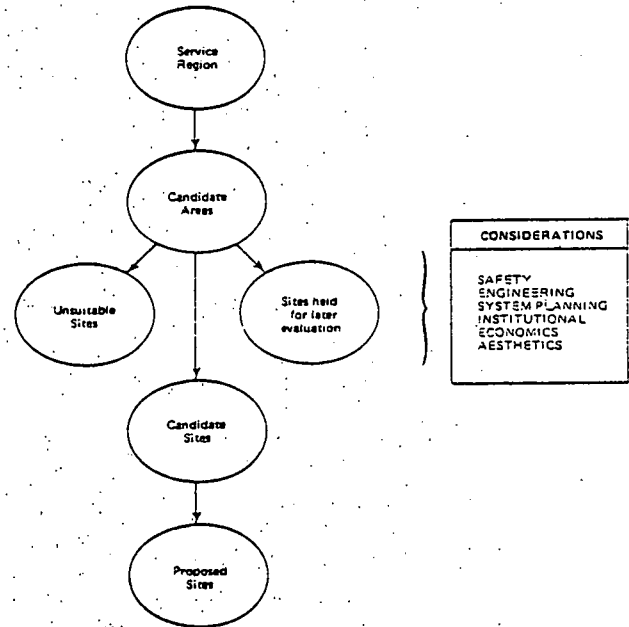 Service
Region
Candidate
Areas
Unsuitable
Sites
Sites held
for later
evaluation
CONSIDERATIONS
SAFETY
ENGINEERING
SYSTEM PLANNING
INSTITUTIONAL
ECONOMICS
AESTHETICS
Candidate
Sites
Proposed
Sites